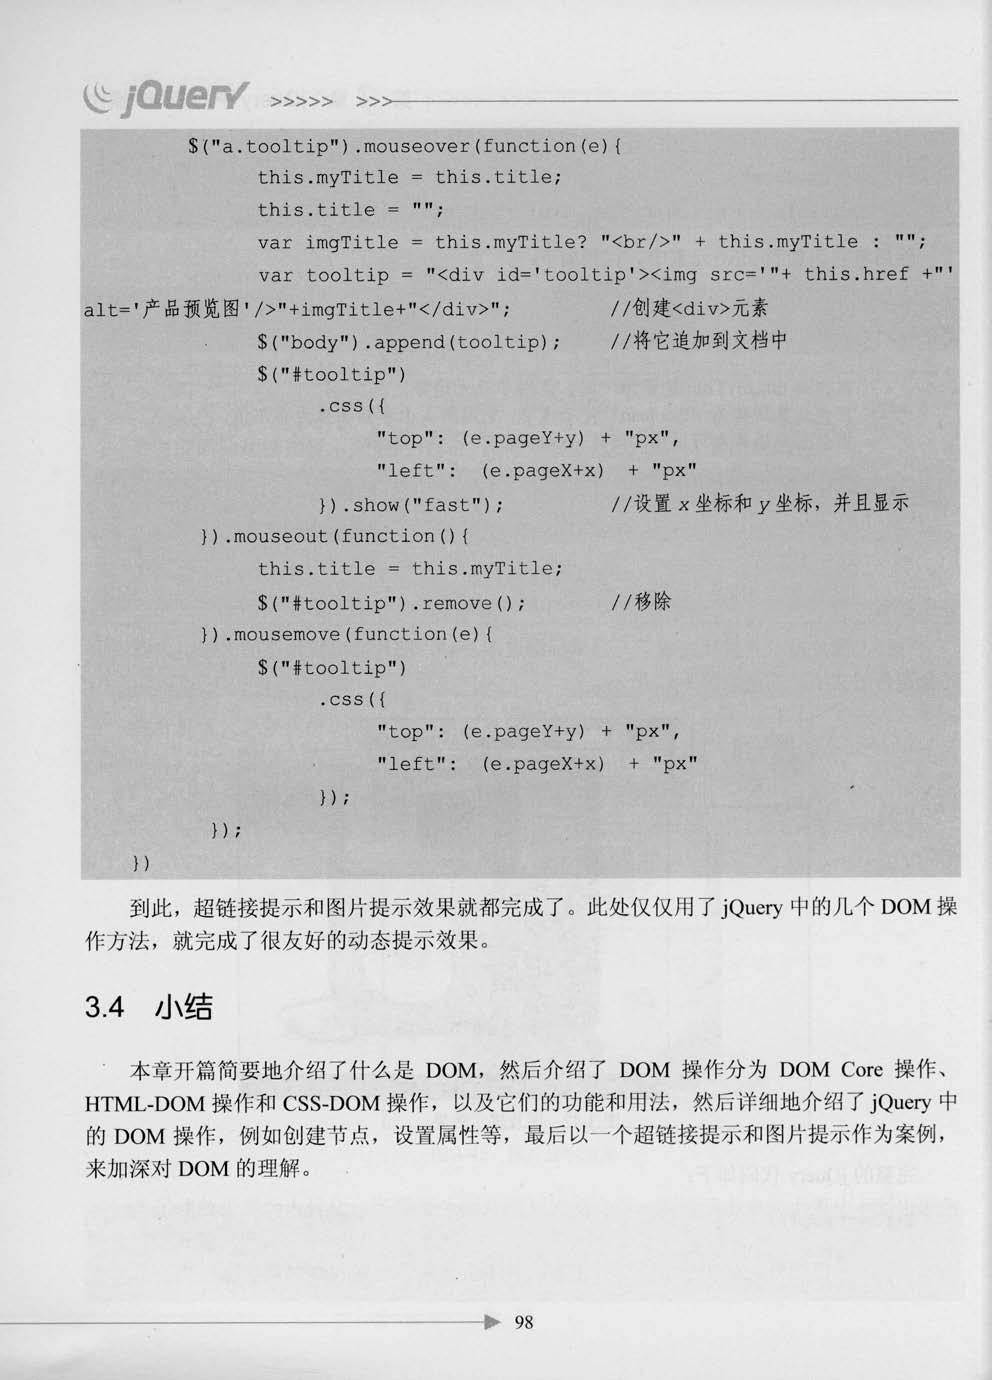 jQuery >>>>> >>>
$("a.tooltip").mouseover(function(e){
this.myTitle = this.title;
this.title = "";
var imgTitle = this.myTitle? "<br/>" + this.myTitle : "";
var tooltip = "<div id='tooltip'><img src='"+ this.href +"'
alt='产品预览图'/>"+imgTitle+"</div>"; //创建<div>元素
$("body").append(tooltip); //将它追加到文档中
$("#tooltip")
.css({
"top": (e.pageY+y) + "px",
"left": (e.pageX+x) + "px"
}).show("fast"); //设置 x 坐标和 y 坐标，并且显示
}).mouseout(function(){
this.title = this.myTitle;
$("#tooltip").remove(); //移除
}).mousemove(function(e){
$("#tooltip")
.css({
"top": (e.pageY+y) + "px",
"left": (e.pageX+x) + "px"
});
});
})
到此，超链接提示和图片提示效果就都完成了。此处仅仅用了 jQuery 中的几个 DOM 操
作方法，就完成了很友好的动态提示效果。
3.4 小结
本章开篇简要地介绍了什么是 DOM，然后介绍了 DOM 操作分为 DOM Core 操作、
HTML-DOM 操作和 CSS-DOM 操作，以及它们的功能和用法，然后详细地介绍了 jQuery 中
的 DOM 操作，例如创建节点，设置属性等，最后以一个超链接提示和图片提示作为案例，
来加深对 DOM 的理解。
98